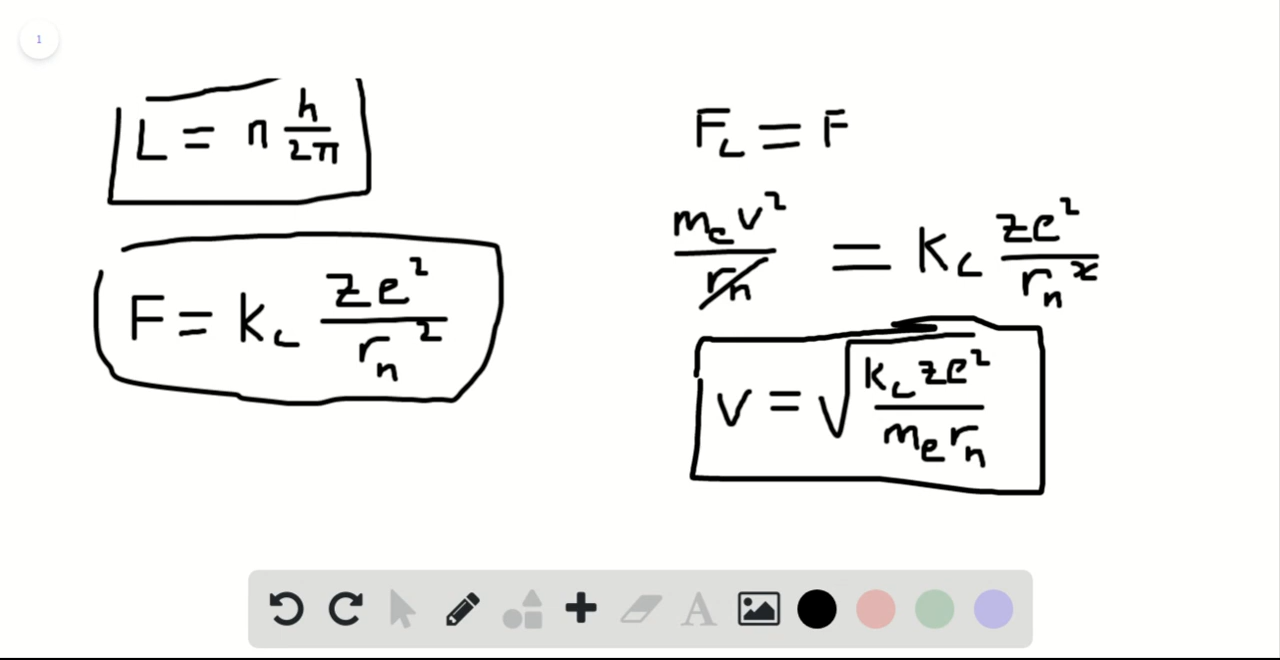 1
L = n h/2π
F = k_c ze²/r_n²
F_c = F
m_e v²/r_n = k_c ze²/r_n²
v = √(k_c ze²/m_e r_n)
A